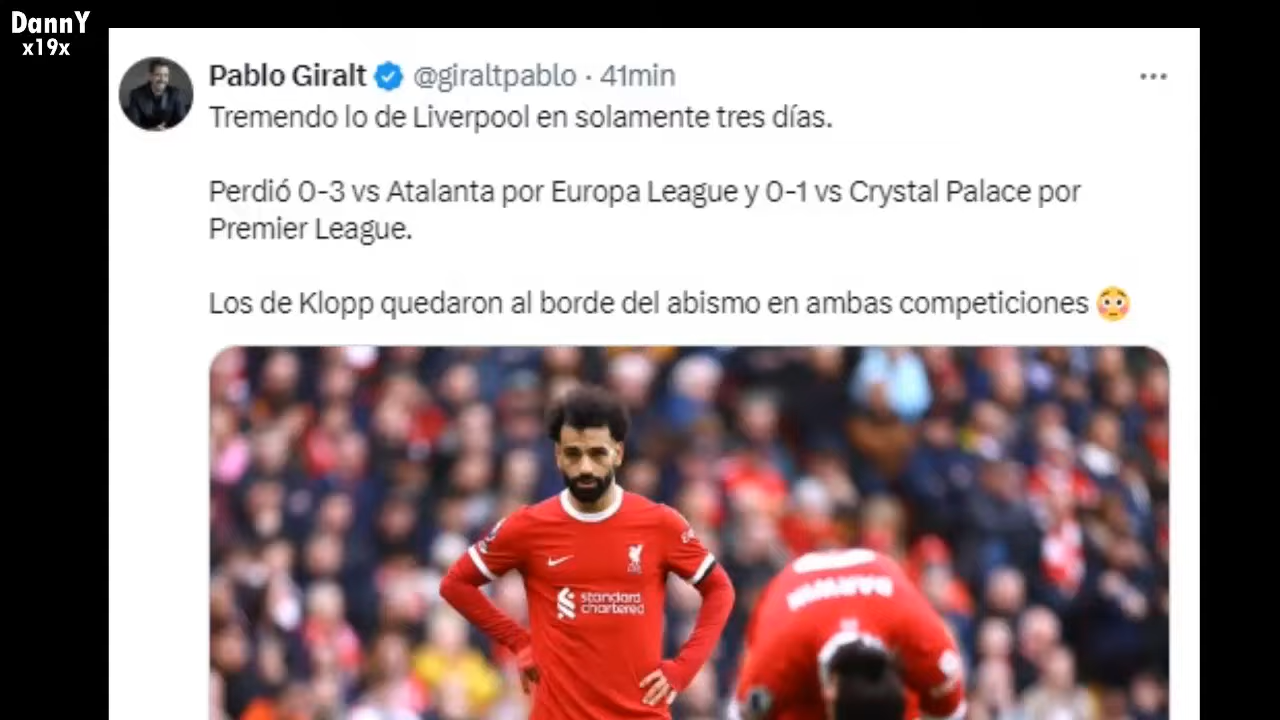 DannY
x19x
Pablo Giralt @giraltpablo · 41min
Tremendo lo de Liverpool en solamente tres días.
Perdió 0-3 vs Atalanta por Europa League y 0-1 vs Crystal Palace por
Premier League.
Los de Klopp quedaron al borde del abismo en ambas competiciones 😳
DARWIN
standard
chartered